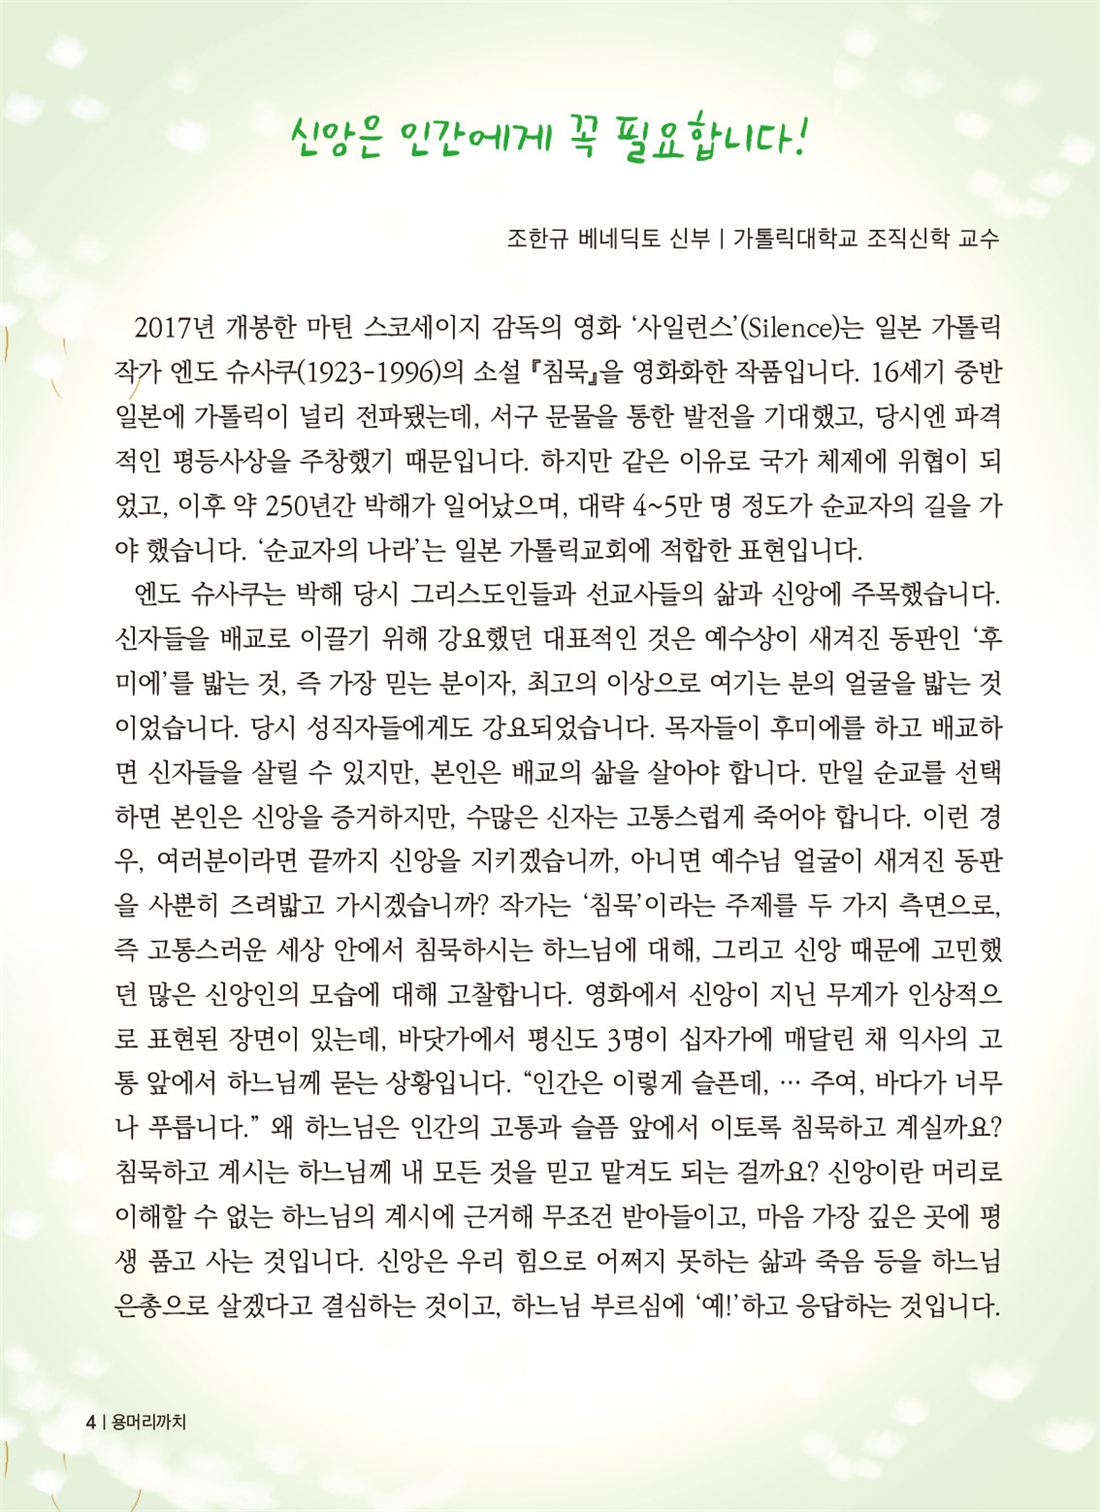 신앙은 인간에게 꼭 필요합니다!
조한규 베네딕토 신부 | 가톨릭대학교 조직신학 교수
2017년 개봉한 마틴 스코세이지 감독의 영화 ‘사일런스’(Silence)는 일본 가톨릭
작가 엔도 슈사쿠(1923-1996)의 소설 『침묵』을 영화화한 작품입니다. 16세기 중반
일본에 가톨릭이 널리 전파됐는데, 서구 문물을 통한 발전을 기대했고, 당시엔 파격
적인 평등사상을 주창했기 때문입니다. 하지만 같은 이유로 국가 체제에 위협이 되
었고, 이후 약 250년간 박해가 일어났으며, 대략 4~5만 명 정도가 순교자의 길을 가
야 했습니다. ‘순교자의 나라’는 일본 가톨릭교회에 적합한 표현입니다.
엔도 슈사쿠는 박해 당시 그리스도인들과 선교사들의 삶과 신앙에 주목했습니다.
신자들을 배교로 이끌기 위해 강요했던 대표적인 것은 예수상이 새겨진 동판인 ‘후
미에’를 밟는 것, 즉 가장 믿는 분이자, 최고의 이상으로 여기는 분의 얼굴을 밟는 것
이었습니다. 당시 성직자들에게도 강요되었습니다. 목자들이 후미에를 하고 배교하
면 신자들을 살릴 수 있지만, 본인은 배교의 삶을 살아야 합니다. 만일 순교를 선택
하면 본인은 신앙을 증거하지만, 수많은 신자는 고통스럽게 죽어야 합니다. 이런 경
우, 여러분이라면 끝까지 신앙을 지키겠습니까, 아니면 예수님 얼굴이 새겨진 동판
을 사뿐히 즈려밟고 가시겠습니까? 작가는 ‘침묵’이라는 주제를 두 가지 측면으로,
즉 고통스러운 세상 안에서 침묵하시는 하느님에 대해, 그리고 신앙 때문에 고민했
던 많은 신앙인의 모습에 대해 고찰합니다. 영화에서 신앙이 지닌 무게가 인상적으
로 표현된 장면이 있는데, 바닷가에서 평신도 3명이 십자가에 매달린 채 익사의 고
통 앞에서 하느님께 묻는 상황입니다. “인간은 이렇게 슬픈데, … 주여, 바다가 너무
나 푸릅니다.” 왜 하느님은 인간의 고통과 슬픔 앞에서 이토록 침묵하고 계실까요?
침묵하고 계시는 하느님께 내 모든 것을 믿고 맡겨도 되는 걸까요? 신앙이란 머리로
이해할 수 없는 하느님의 계시에 근거해 무조건 받아들이고, 마음 가장 깊은 곳에 평
생 품고 사는 것입니다. 신앙은 우리 힘으로 어쩌지 못하는 삶과 죽음 등을 하느님
은총으로 살겠다고 결심하는 것이고, 하느님 부르심에 ‘예!’하고 응답하는 것입니다.
4 | 용머리까치